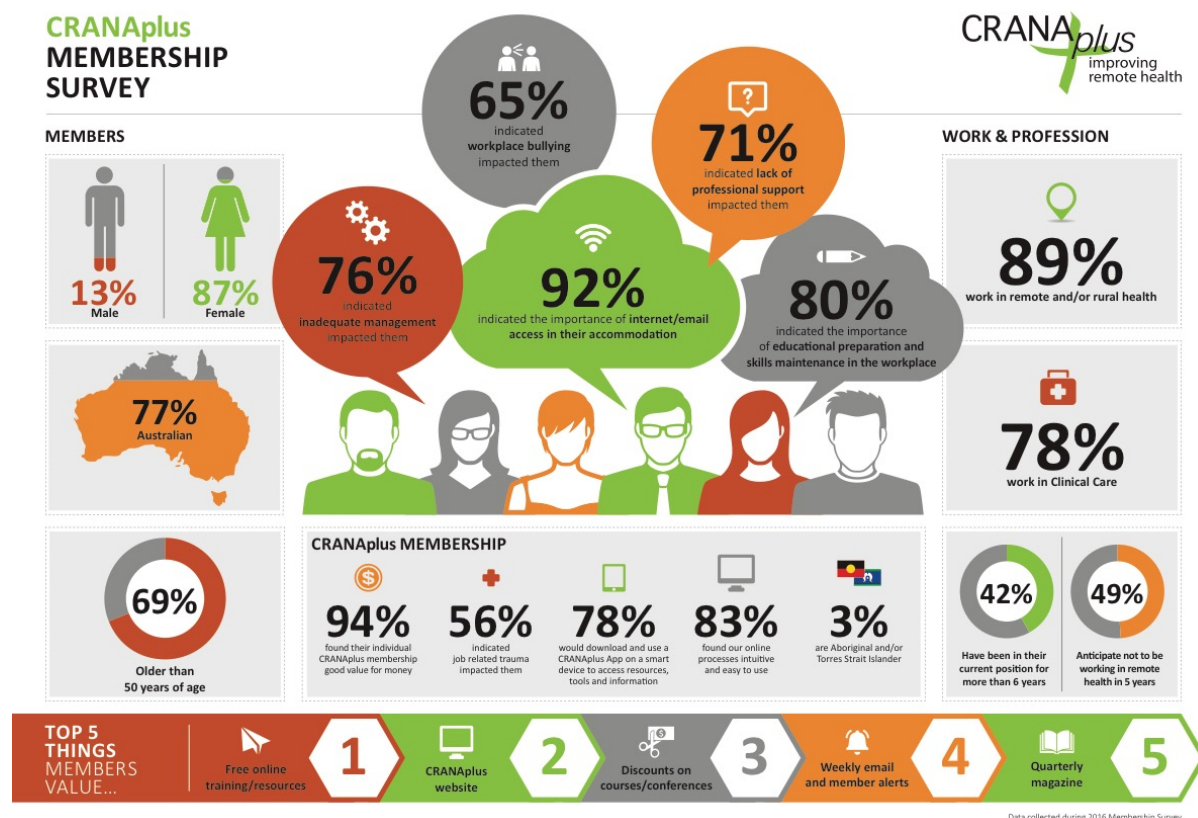 CRANAplus
MEMBERSHIP
SURVEY
CRANAplus
improving
remote health
65%
indicated
workplace bullying
impacted them
71%
indicated lack of
professional support
impacted them
76%
indicated
inadequate management
impacted them
92%
indicated the importance of internet/email
access in their accommodation
80%
indicated the importance
of educational preparation and
skills maintenance in the workplace
MEMBERS
13%
Male
87%
Female
77%
Australian
69%
Older than
50 years of age
WORK & PROFESSION
89%
work in remote and/or rural health
78%
work in Clinical Care
42%
Have been in their
current position for
more than 6 years
49%
Anticipate not to be
working in remote
health in 5 years
CRANAplus MEMBERSHIP
94%
found their individual
CRANAplus membership
good value for money
56%
indicated
job related trauma
impacted them
78%
would download and use a
CRANAplus App on a smart
device to access resources,
tools and information
83%
found our online
processes intuitive
and easy to use
3%
are Aboriginal and/or
Torres Strait Islander
TOP 5
THINGS
MEMBERS
VALUE...
Free online
training/resources
1
CRANAplus
website
2
Discounts on
courses/conferences
3
Weekly email
and member alerts
4
Quarterly
magazine
5
Data collected during 2016 Membership Survey